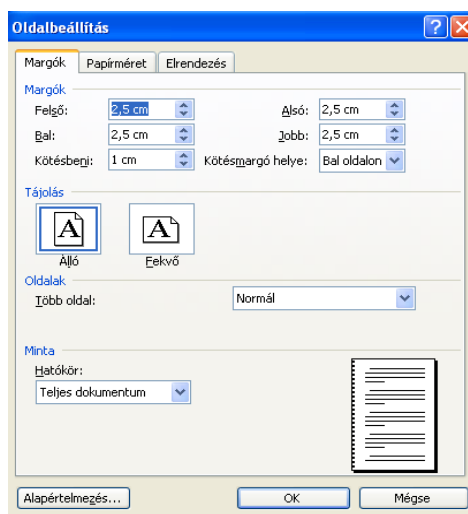 Oldalbeállítás
Margók Papírméret Elrendezés
Margók
Felső: 2,5 cm Alsó: 2,5 cm
Bal: 2,5 cm Jobb: 2,5 cm
Kötésbeni: 1 cm Kötésmargó helye: Bal oldalon
Tájolás
A A
Álló Fekvő
Oldalak
Több oldal: Normál
Minta
Hatókör:
Teljes dokumentum
Alapértelmezés... OK Mégse